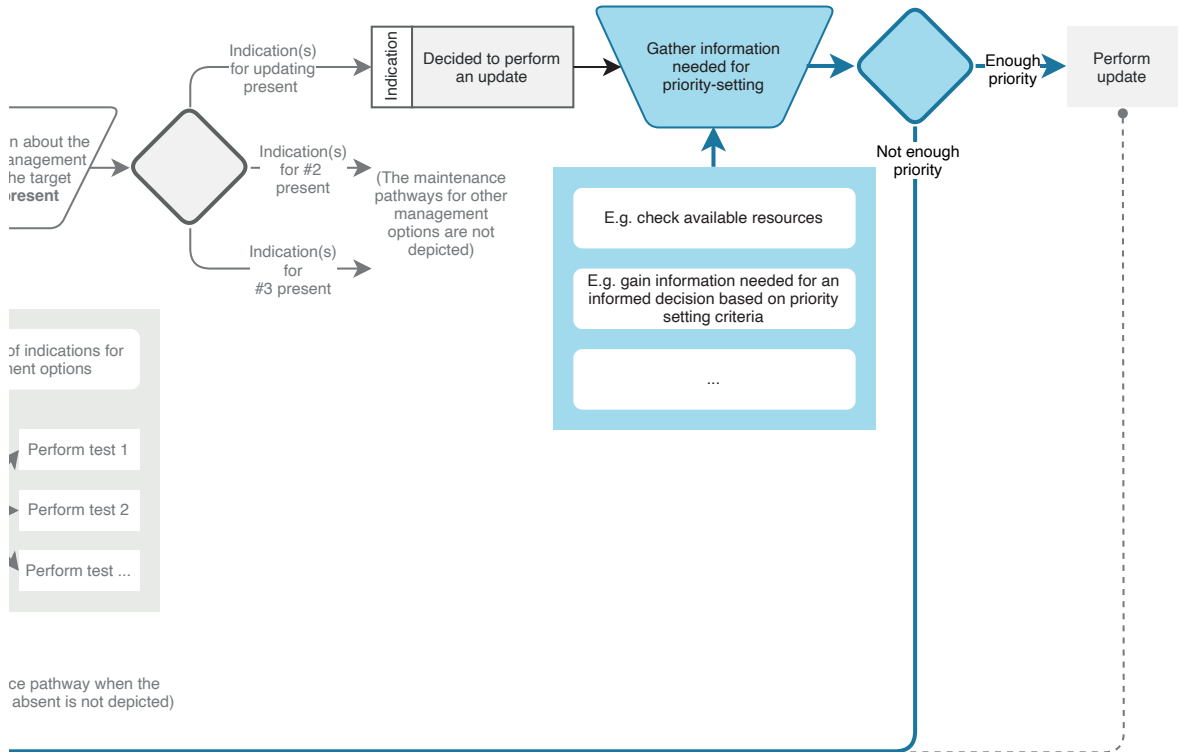 Indication(s)
for updating
present
Indication
Decided to perform
an update
Gather information
needed for
priority-setting
Enough
priority
Perform
update
Not enough
priority
n about the
anagement
he target
resent
Indication(s)
for #2
present
(The maintenance
pathways for other
management
options are not
depicted)
Indication(s)
for
#3 present
E.g. check available resources
E.g. gain information needed for an
informed decision based on priority
setting criteria
...
of indications for
ent options
Perform test 1
Perform test 2
Perform test ...
ce pathway when the
absent is not depicted)